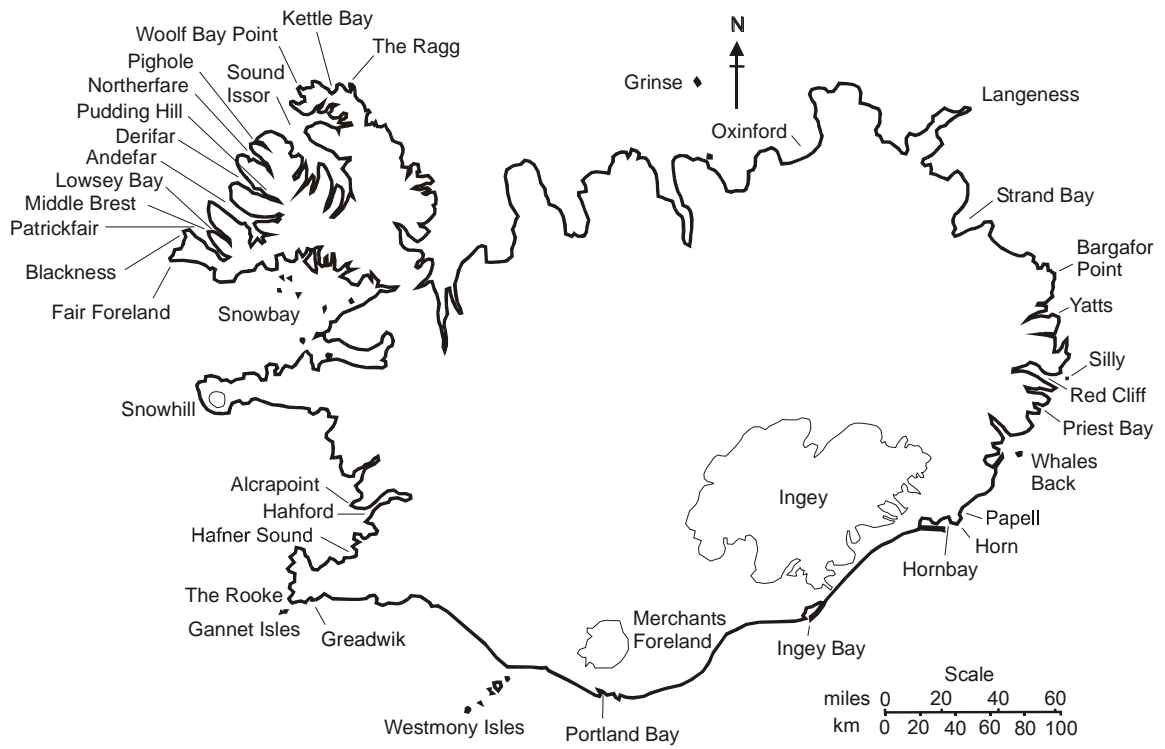 Kettle Bay
Woolf Bay Point
The Ragg
Pighole
Sound
Issor
Northerfare
Pudding Hill
Derifar
Andefar
Lowsey Bay
Middle Brest
Patrickfair
Blackness
Fair Foreland
Snowbay
Snowhill
Alcrapoint
Hahford
Hafner Sound
The Rooke
Gannet Isles
Greadwik
Westmony Isles
Portland Bay
Merchants
Foreland
Ingey Bay
Ingey
Hornbay
Horn
Papell
Whales
Back
Priest Bay
Red Cliff
Silly
Yatts
Bargafor
Point
Strand Bay
Langeness
Oxinford
Grinse
N
Scale
miles 0 20 40 60
km 0 20 40 60 80 100